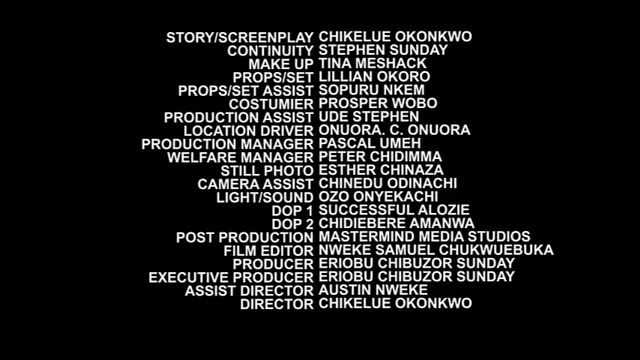 STORY/SCREENPLAY CHIKELUE OKONKWO
CONTINUITY STEPHEN SUNDAY
MAKE UP TINA MESHACK
PROPS/SET LILLIAN OKORO
PROPS/SET ASSIST SOPURU NKEM
COSTUMIER PROSPER WOBO
PRODUCTION ASSIST UDE STEPHEN
LOCATION DRIVER ONUORA. C. ONUORA
PRODUCTION MANAGER PASCAL UMEH
WELFARE MANAGER PETER CHIDIMMA
STILL PHOTO ESTHER CHINAZA
CAMERA ASSIST CHINEDU ODINACHI
LIGHT/SOUND OZO ONYEKACHI
DOP 1 SUCCESSFUL ALOZIE
DOP 2 CHIDIEBERE AMANWA
POST PRODUCTION MASTERMIND MEDIA STUDIOS
FILM EDITOR NWEKE SAMUEL CHUKWUEBUKA
PRODUCER ERIOBU CHIBUZOR SUNDAY
EXECUTIVE PRODUCER ERIOBU CHIBUZOR SUNDAY
ASSIST DIRECTOR AUSTIN NWEKE
DIRECTOR CHIKELUE OKONKWO